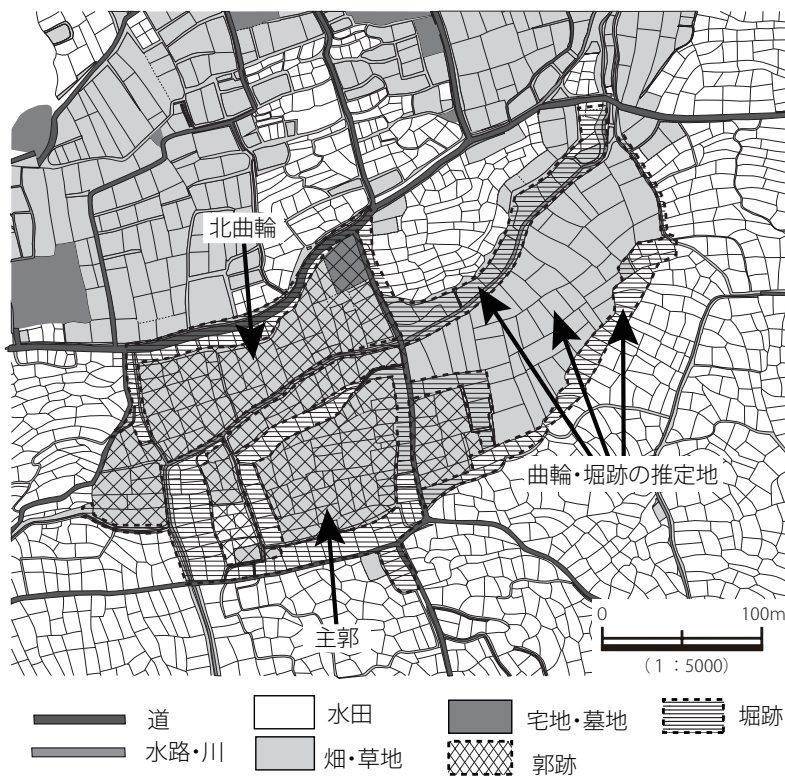 北曲輪
曲輪・堀跡の推定地
主郭
0 100m
（1：5000）
道
水路・川
水田
畑・草地
宅地・墓地
郭跡
堀跡